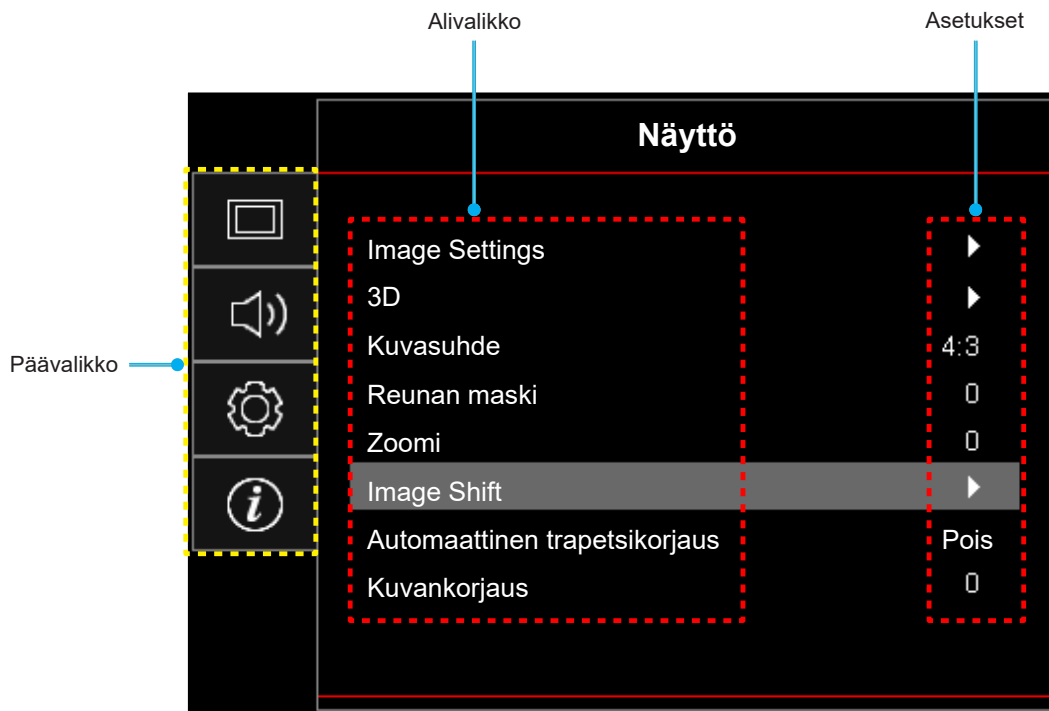 Alivalikko
Asetukset
Näyttö
Päävalikko
Image Settings
3D
Kuvasuhde 4:3
Reunan maski 0
Zoomi 0
Image Shift
Automaattinen trapetsikorjaus Pois
Kuvankorjaus 0